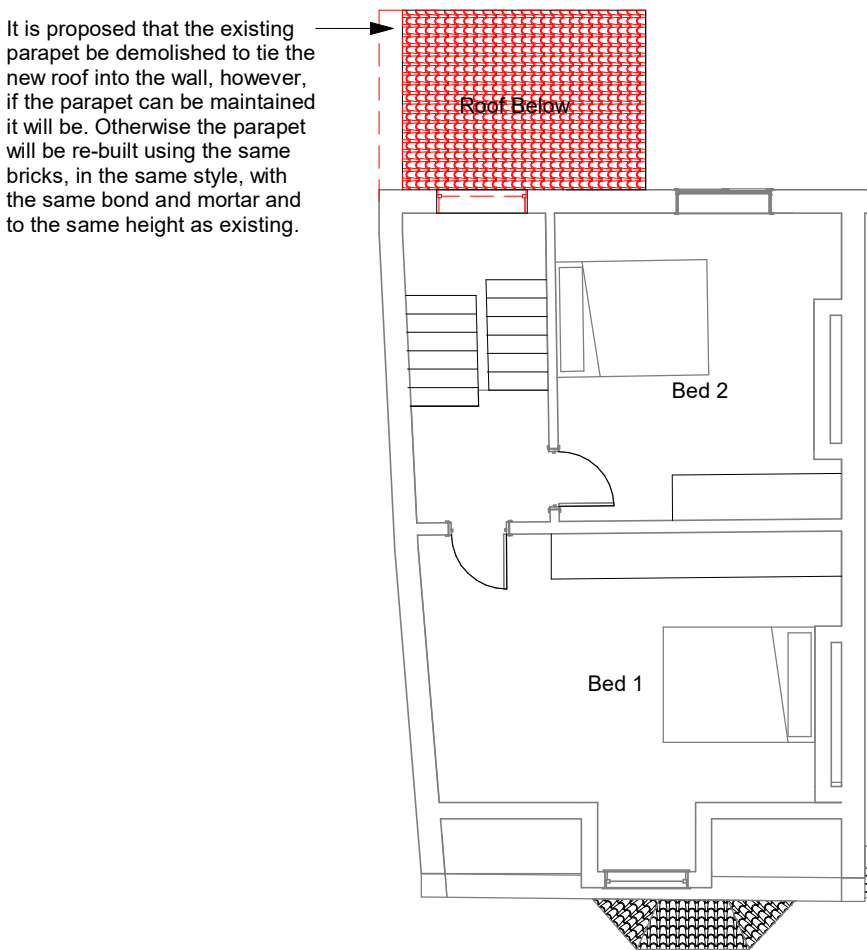 It is proposed that the existing
parapet be demolished to tie the
new roof into the wall, however,
if the parapet can be maintained
it will be. Otherwise the parapet
will be re-built using the same
bricks, in the same style, with
the same bond and mortar and
to the same height as existing.
Roof Below
Bed 2
Bed 1